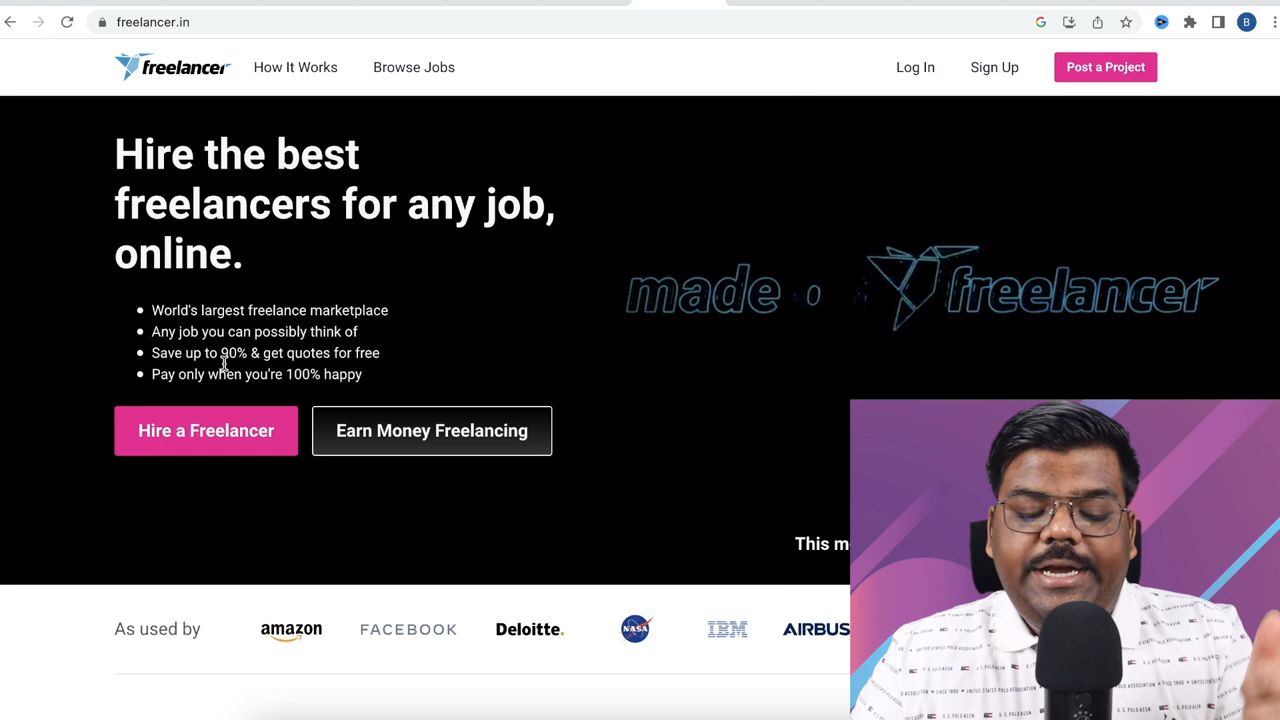 freelancer.in
B
freelancer
How It Works
Browse Jobs
Log In
Sign Up
Post a Project
Hire the best
freelancers for any job,
online.
World's largest freelance marketplace
Any job you can possibly think of
Save up to 90% & get quotes for free
Pay only when you're 100% happy
Hire a Freelancer
Earn Money Freelancing
made o
freelancer
This m
As used by
amazon
FACEBOOK
Deloitte.
NASA
IBM
AIRBUS